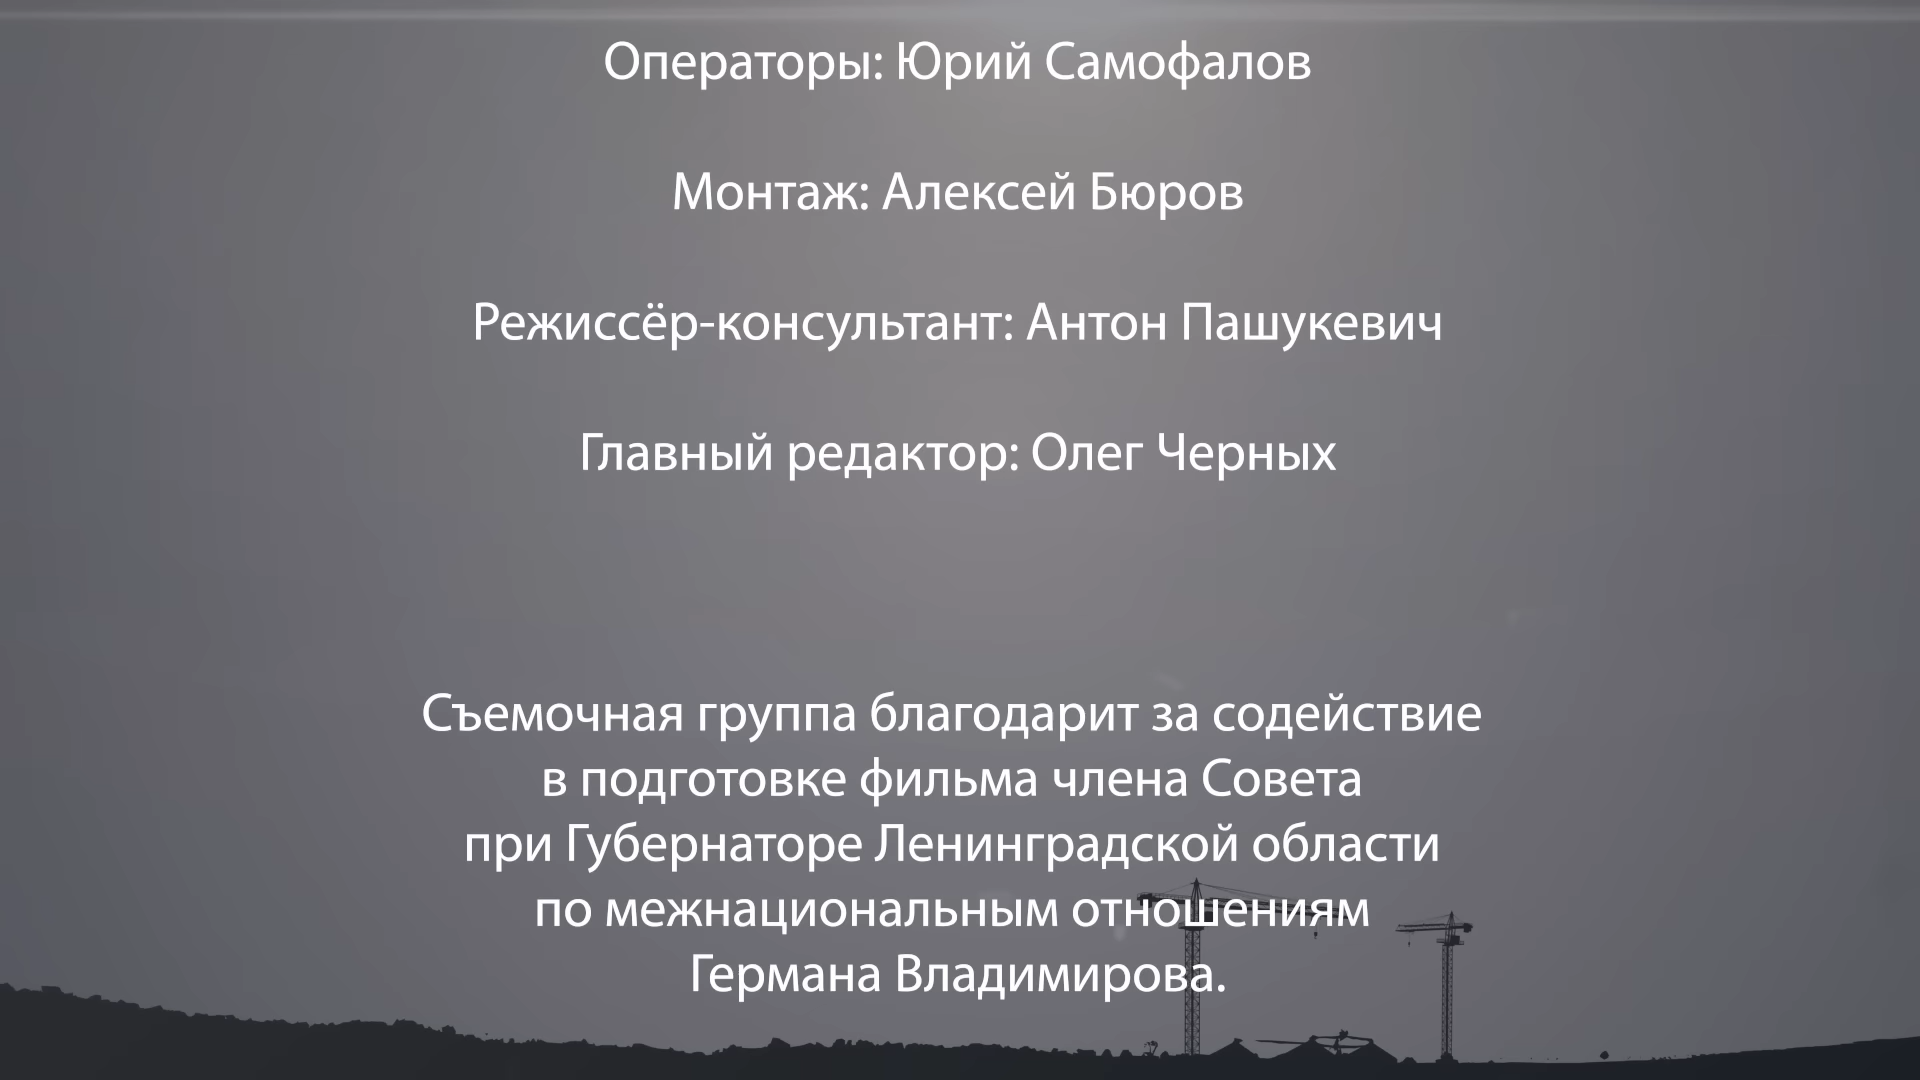 Операторы: Юрий Самофалов
Монтаж: Алексей Бюров
Режиссёр-консультант: Антон Пашукевич
Главный редактор: Олег Черных
Съемочная группа благодарит за содействие
в подготовке фильма члена Совета
при Губернаторе Ленинградской области
по межнациональным отношениям
Германа Владимирова.